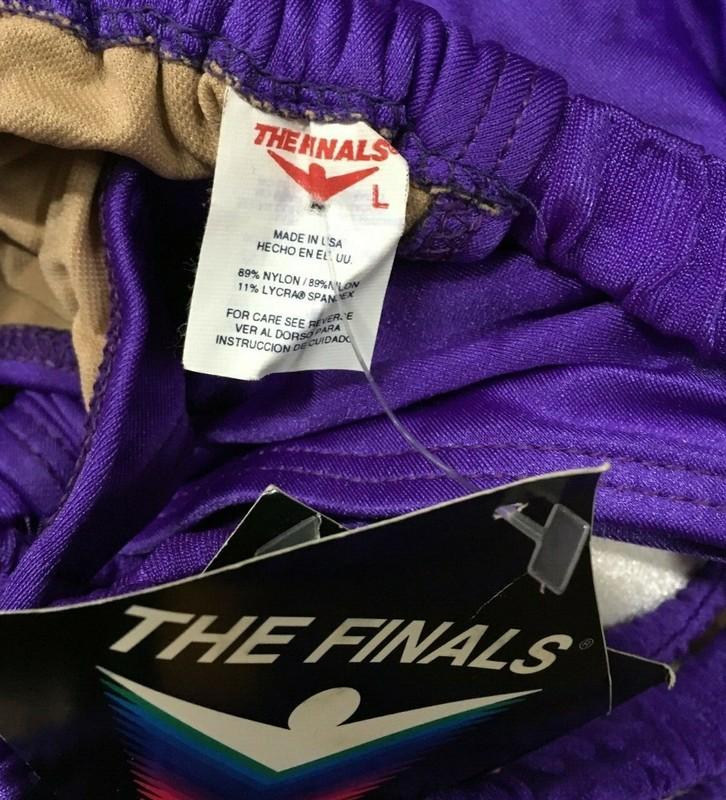 THE FINALS®
L
MADE IN USA
HECHO EN EE. UU.
89% NYLON / 89% NYLON
11% LYCRA® SPANDEX
FOR CARE SEE REVERSE
VER AL DORSO PARA
INSTRUCCION DE CUIDADO
THE FINALS®